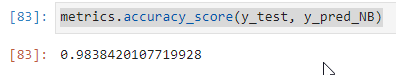 [83]: metrics.accuracy_score(y_test, y_pred_NB)
[83]: 0.9838420107719928